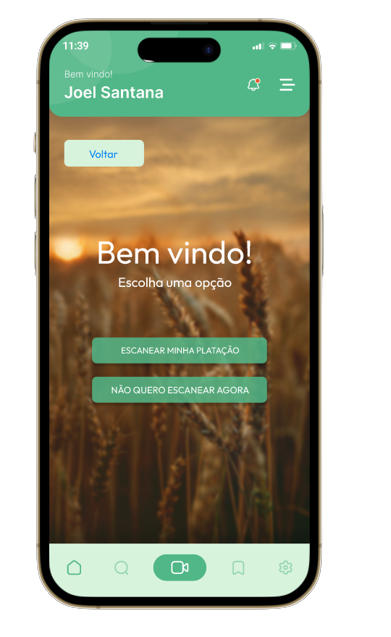 11:39
Bem vindo!
Joel Santana
Voltar
Bem vindo!
Escolha uma opção
ESCANEAR MINHA PLATAÇÃO
NÃO QUERO ESCANEAR AGORA